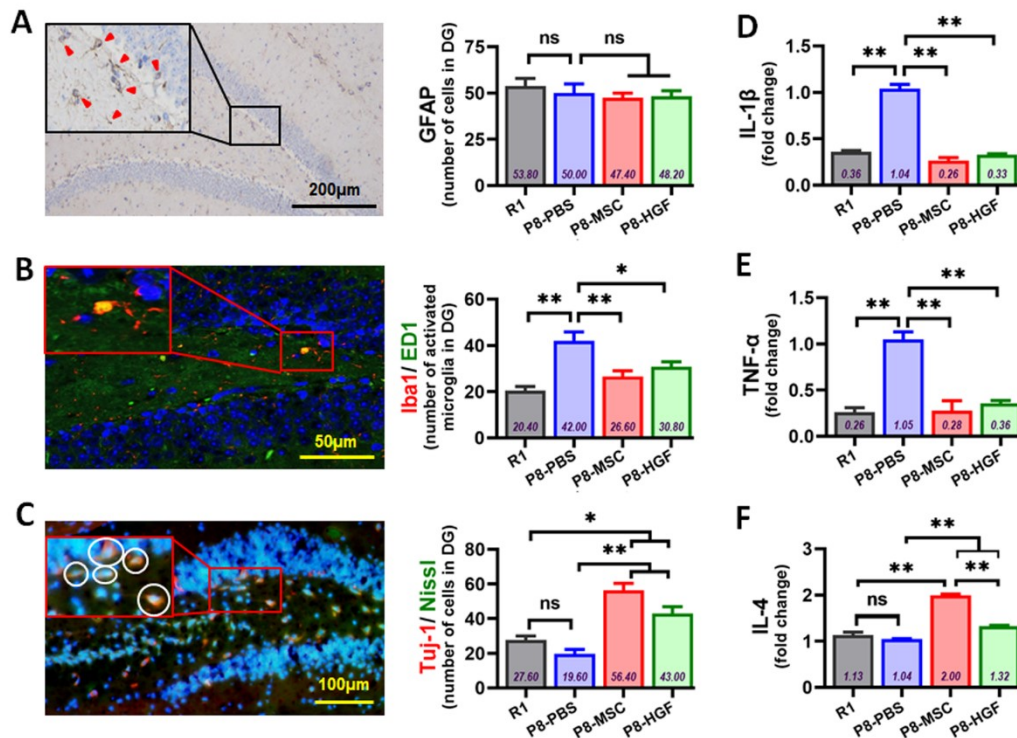 A
200µm
GFAP
(number of cells in DG)
80
60
40
20
0
ns
ns
53.80
50.00
47.40
48.20
R1
P8-PBS
P8-MSC
P8-HGF
D
IL-1β
(fold change)
1.5
1.0
0.5
0.0
**
**
**
0.36
1.04
0.26
0.33
R1
P8-PBS
P8-MSC
P8-HGF
B
50µm
Iba1/ ED1
(number of activated
microglia in DG)
60
40
20
0
*
**
**
20.40
42.00
26.60
30.80
R1
P8-PBS
P8-MSC
P8-HGF
E
TNF-α
(fold change)
1.5
1.0
0.5
0.0
**
**
**
0.26
1.05
0.28
0.36
R1
P8-PBS
P8-MSC
P8-HGF
C
100µm
Tuj-1/ Nissl
(number of cells in DG)
80
60
40
20
0
*
**
ns
27.60
19.60
56.40
43.00
R1
P8-PBS
P8-MSC
P8-HGF
F
IL-4
(fold change)
3
2
1
0
**
**
**
ns
1.13
1.04
2.00
1.32
R1
P8-PBS
P8-MSC
P8-HGF